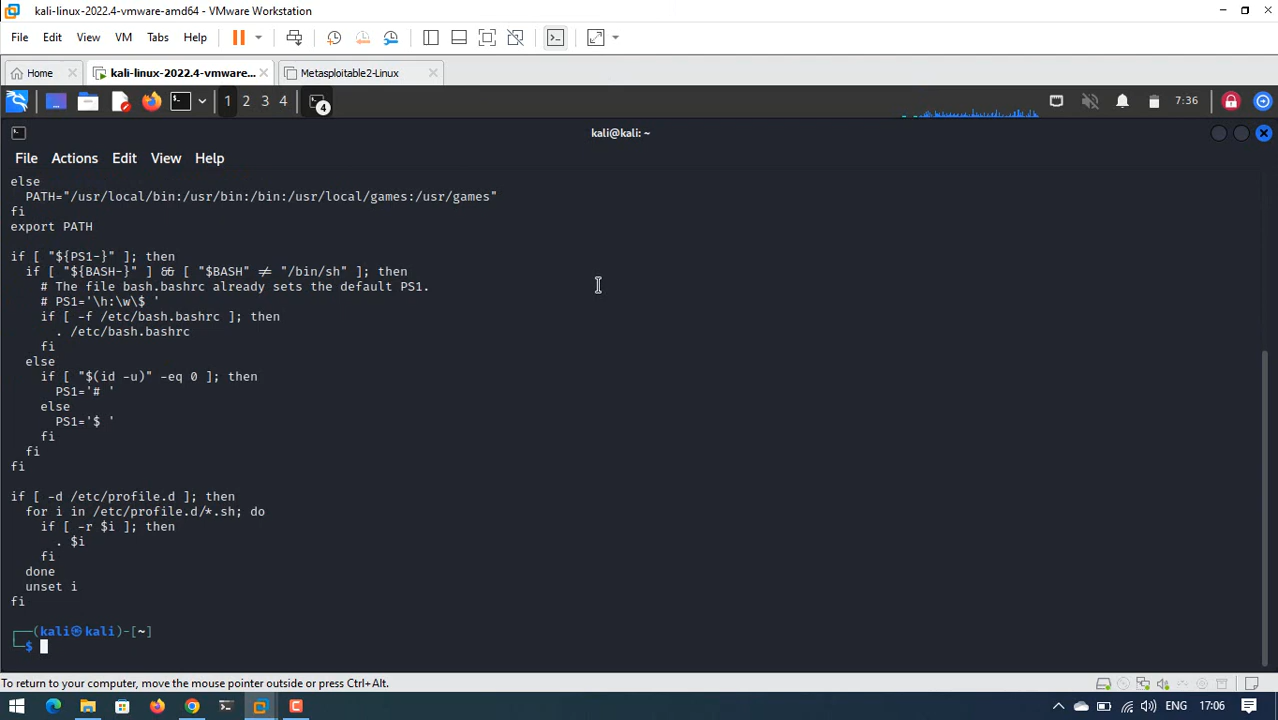 kali-linux-2022.4-vmware-amd64 - VMware Workstation
File Edit View VM Tabs Help
Home kali-linux-2022.4-vmware... Metasploitable2-Linux
1 2 3 4 4 7:36
kali@kali: ~
File Actions Edit View Help
else
  PATH="/usr/local/bin:/usr/bin:/bin:/usr/local/games:/usr/games"
fi
export PATH
if [ "${PS1-}" ]; then
  if [ "${BASH-}" ] && [ "$BASH" ≠ "/bin/sh" ]; then
    # The file bash.bashrc already sets the default PS1.
    # PS1='\h:\w\$ '
    if [ -f /etc/bash.bashrc ]; then
      . /etc/bash.bashrc
    fi
  else
    if [ "$(id -u)" -eq 0 ]; then
      PS1='# '
    else
      PS1='$ '
    fi
  fi
fi
if [ -d /etc/profile.d ]; then
  for i in /etc/profile.d/*.sh; do
    if [ -r $i ]; then
      . $i
    fi
  done
  unset i
fi
┌──(kali㉿kali)-[~]
└─$
To return to your computer, move the mouse pointer outside or press Ctrl+Alt.
ENG 17:06